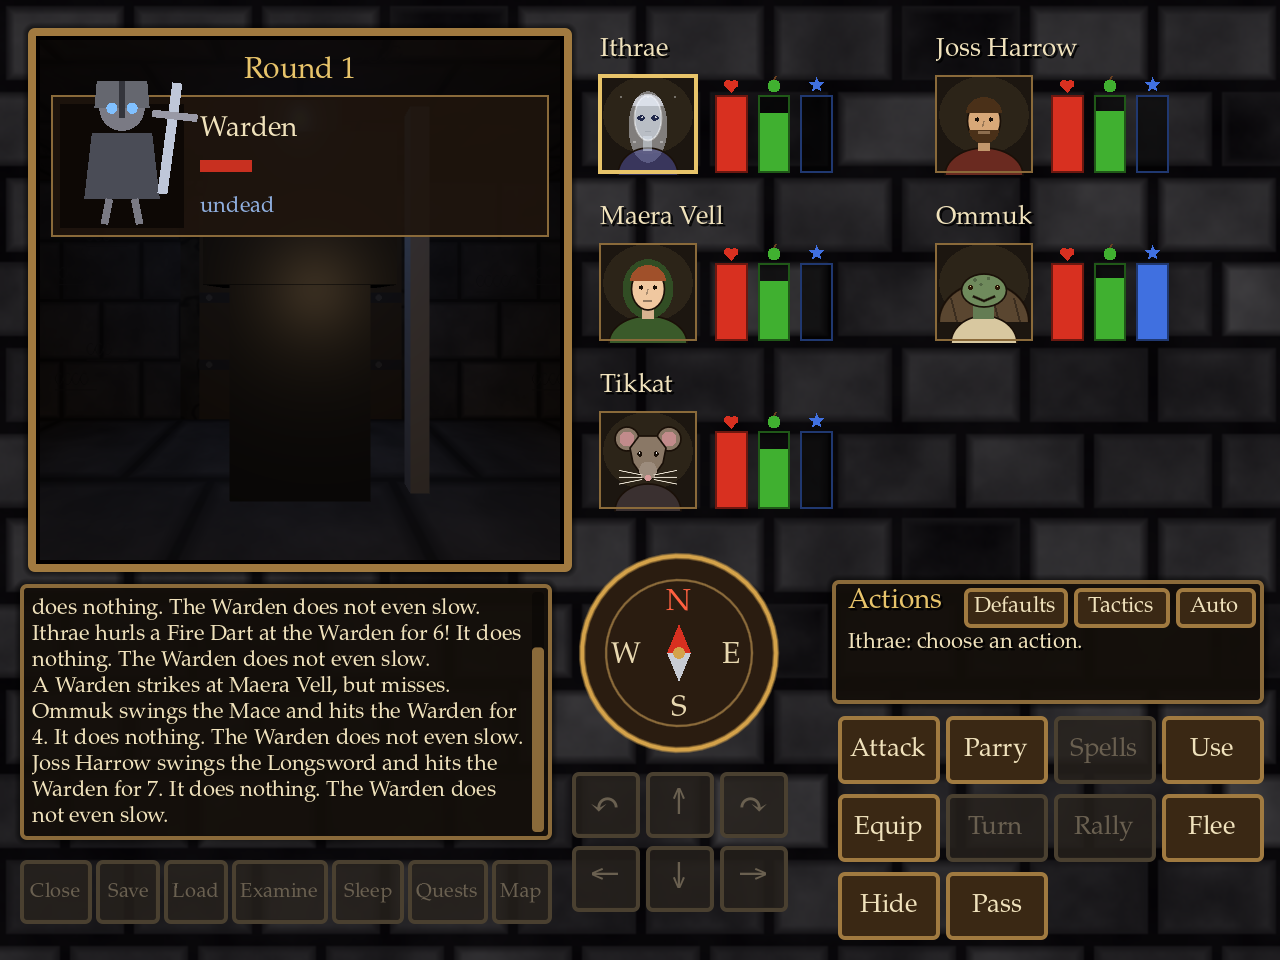 Round 1
Warden
undead
Ithrae
Joss Harrow
Maera Vell
Ommuk
Tikkat
does nothing. The Warden does not even slow.
Ithrae hurls a Fire Dart at the Warden for 6! It does
nothing. The Warden does not even slow.
A Warden strikes at Maera Vell, but misses.
Ommuk swings the Mace and hits the Warden for
4. It does nothing. The Warden does not even slow.
Joss Harrow swings the Longsword and hits the
Warden for 7. It does nothing. The Warden does
not even slow.
N
W E
S
Actions Defaults Tactics Auto
Ithrae: choose an action.
Attack Parry Spells Use
Equip Turn Rally Flee
Hide Pass
Close Save Load Examine Sleep Quests Map